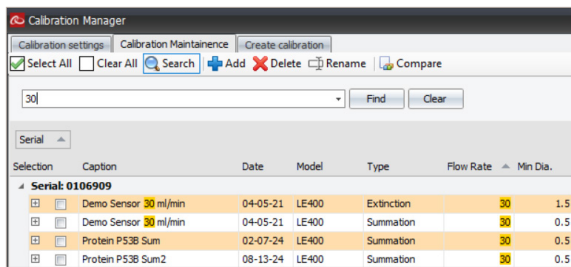 Calibration Manager
Calibration settings Calibration Maintainence Create calibration
Select All Clear All Search Add Delete Rename Compare
30 Find Clear
Serial
Selection Caption Date Model Type Flow Rate Min Dia.
Serial: 0106909
Demo Sensor 30 ml/min 04-05-21 LE400 Extinction 30 1.5
Demo Sensor 30 ml/min 04-05-21 LE400 Summation 30 0.5
Protein P53B Sum 02-07-24 LE400 Summation 30 0.5
Protein P53B Sum2 08-13-24 LE400 Summation 30 0.5